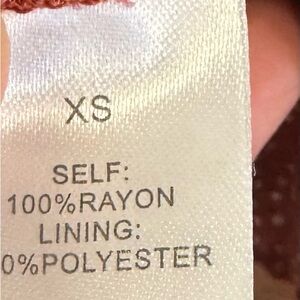 XS
SELF:
100%RAYON
LINING:
0%POLYESTER